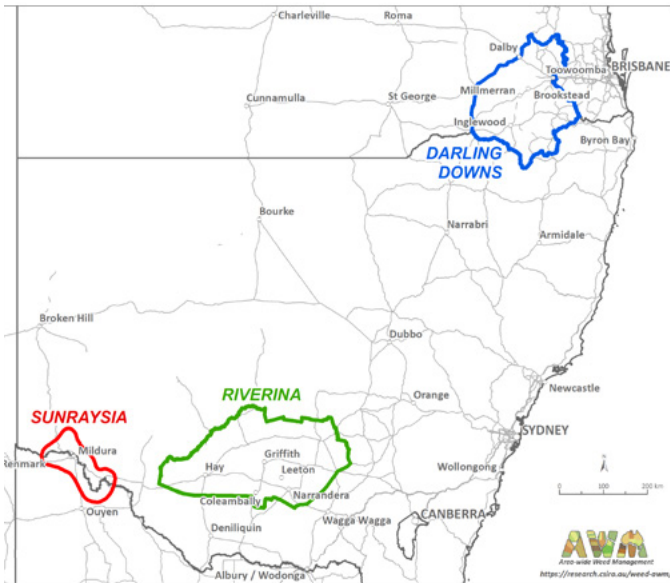 Charleville
Roma
Dalby
BRISBANE
Toowoomba
Cunnamulla
St George
Millmerran
Brookstead
Inglewood
DARLING
DOWNS
Byron Bay
Bourke
Narrabri
Armidale
Broken Hill
Dubbo
Newcastle
RIVERINA
Orange
SUNRAYSIA
SYDNEY
Renmark
Mildura
Hay
Griffith
Leeton
Wollongong
Coleambally
Narrandera
Ouyen
Wagga Wagga
CANBERRA
Deniliquin
Albury / Wodonga
N
0 100 200 km
AWM
Area-wide Weed Management
https://research.csiro.au/weed-awm/